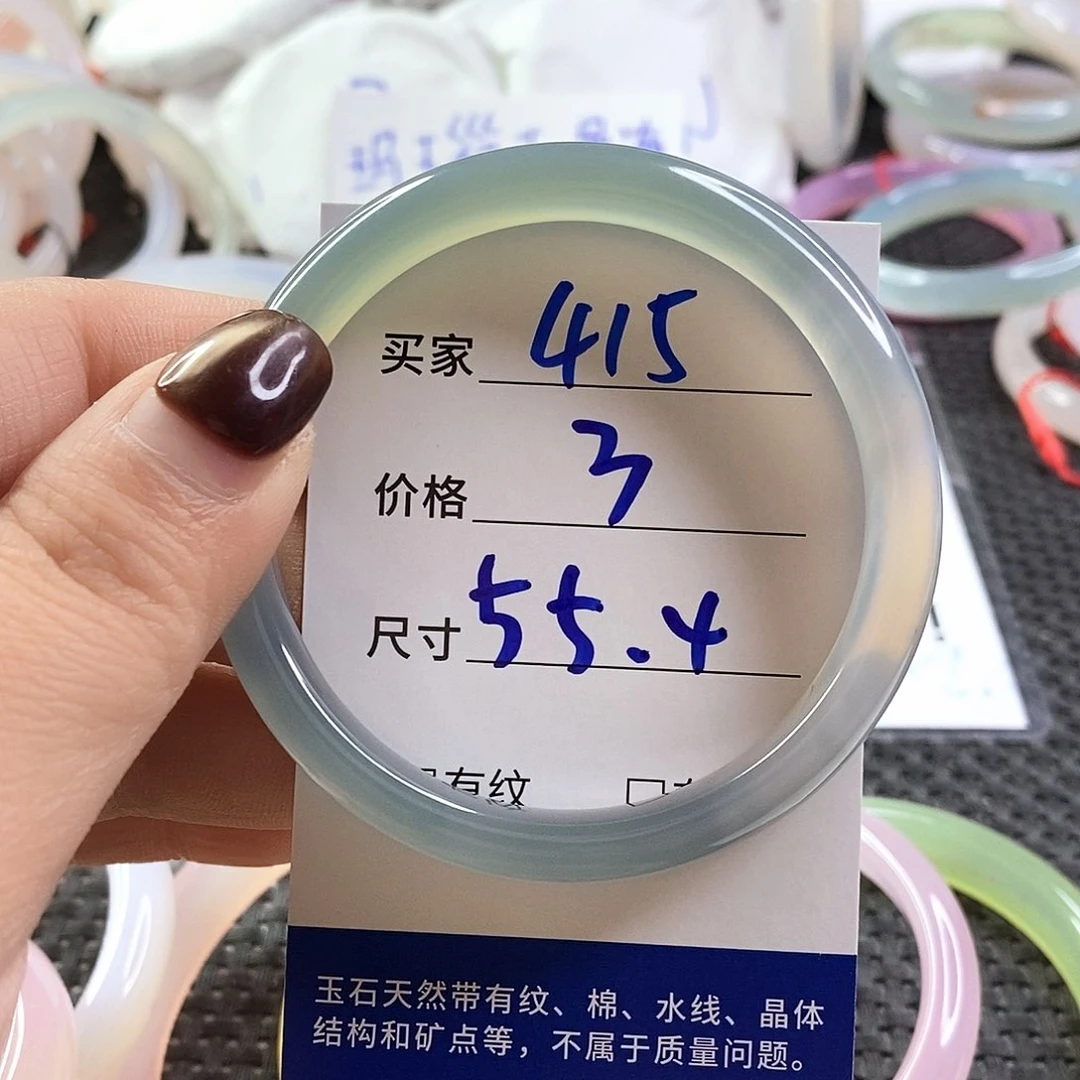 买家 415
价格 3
尺寸 55.4
有纹
玉石天然带有纹、棉、水线、晶体
结构和矿点等，不属于质量问题。